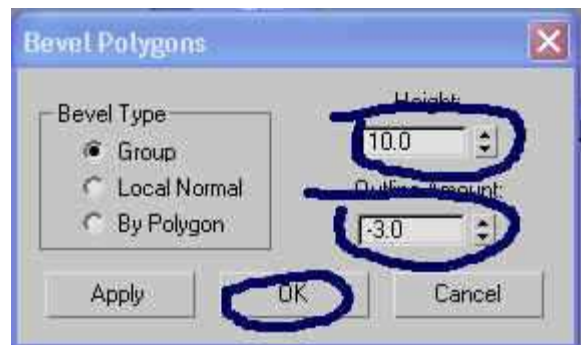 Bevel Polygons
Bevel Type
Group
Local Normal
By Polygon
Height:
10.0
Outline Amount:
-3.0
Apply
OK
Cancel